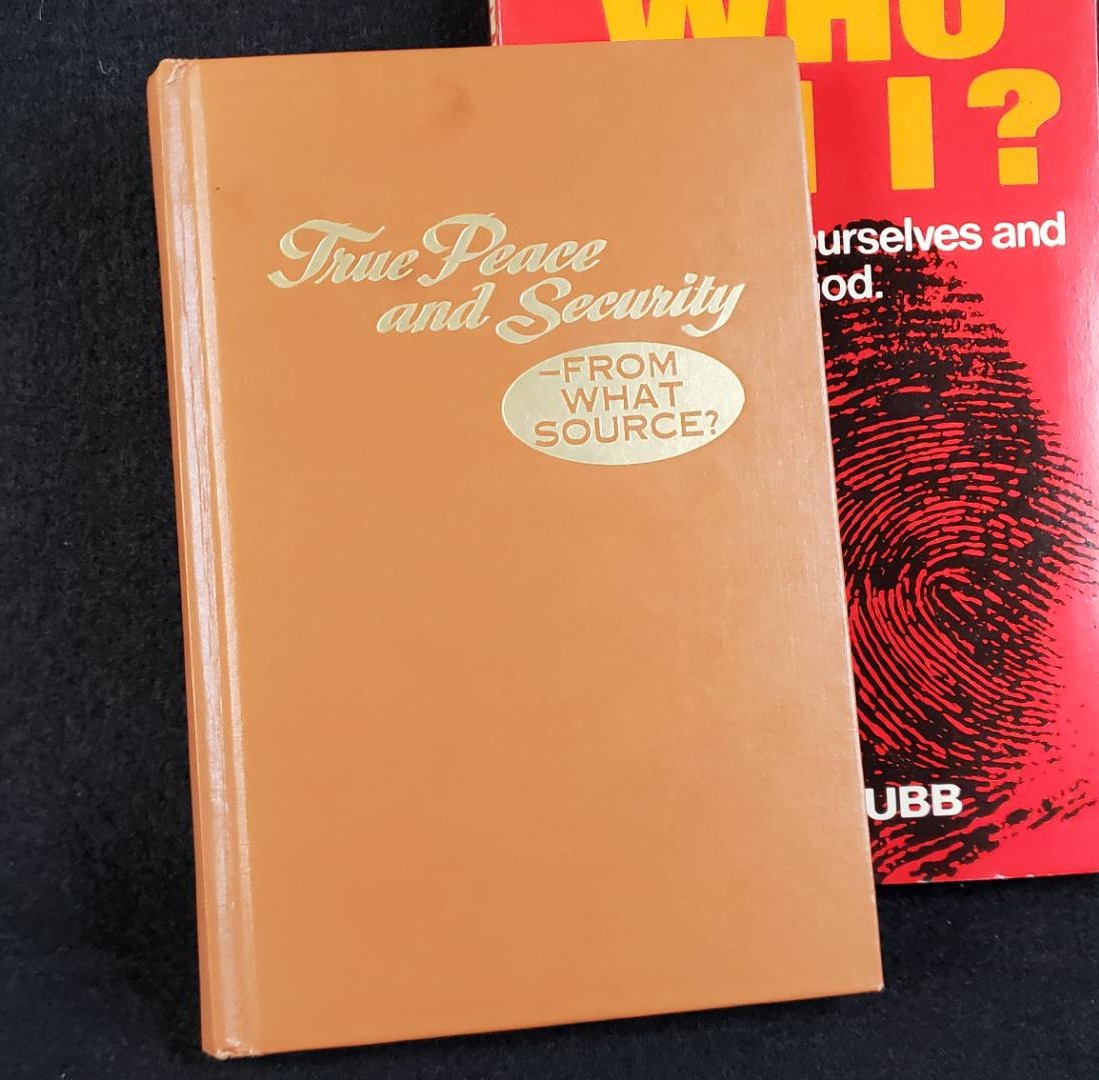 True Peace
and Security
—FROM
WHAT
SOURCE?
WHO
I?
urselves and
od.
UBB